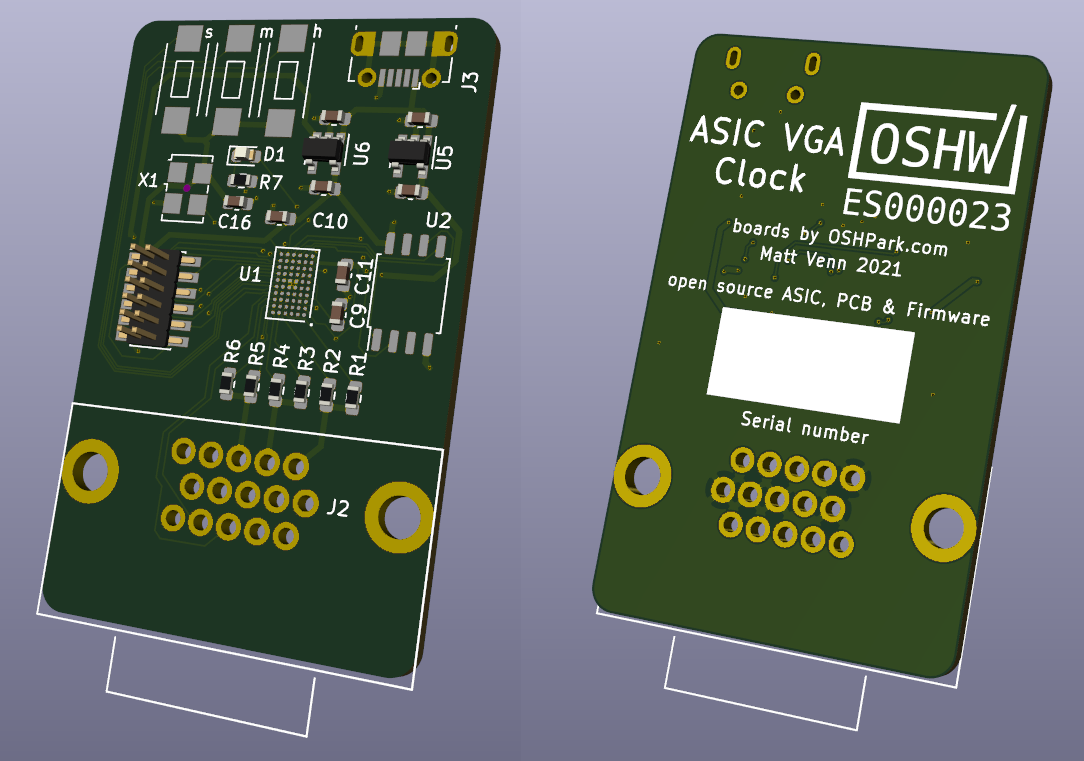 s m h
J3
U6 U5
D1
X1 R7
C16 C10 U2
U1 C11
C9
R6 R5 R4 R3 R2 R1
J2
ASIC VGA
Clock
OSHW
ES000023
boards by OSHPark.com
Matt Venn 2021
open source ASIC, PCB & Firmware
Serial number